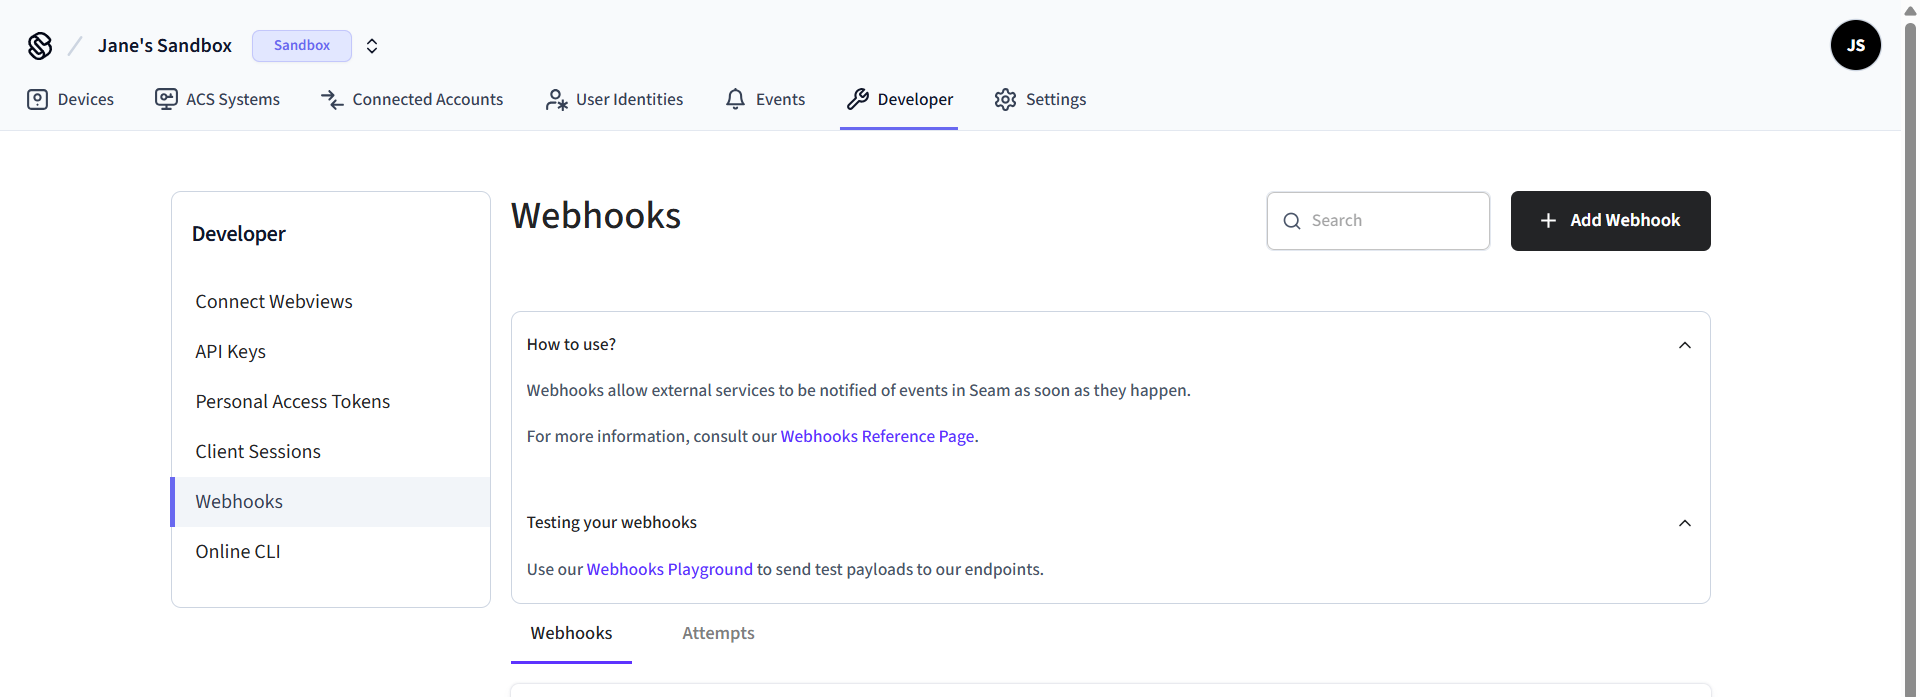 Jane's Sandbox
Sandbox
JS
Devices
ACS Systems
Connected Accounts
User Identities
Events
Developer
Settings
Developer
Connect Webviews
API Keys
Personal Access Tokens
Client Sessions
Webhooks
Online CLI
Webhooks
Search
Add Webhook
How to use?
Webhooks allow external services to be notified of events in Seam as soon as they happen.
For more information, consult our Webhooks Reference Page.
Testing your webhooks
Use our Webhooks Playground to send test payloads to our endpoints.
Webhooks
Attempts